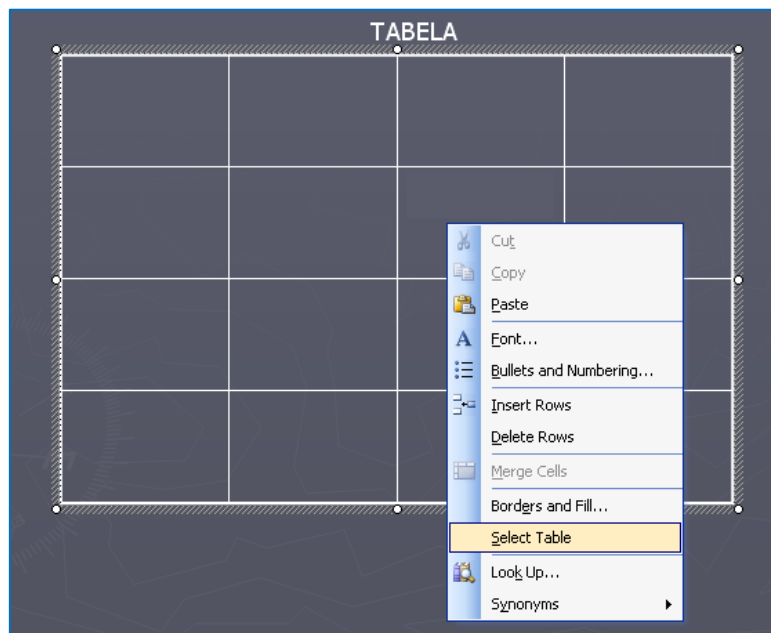 TABELA
Cut
Copy
Paste
Font...
Bullets and Numbering...
Insert Rows
Delete Rows
Merge Cells
Borders and Fill...
Select Table
Look Up...
Synonyms